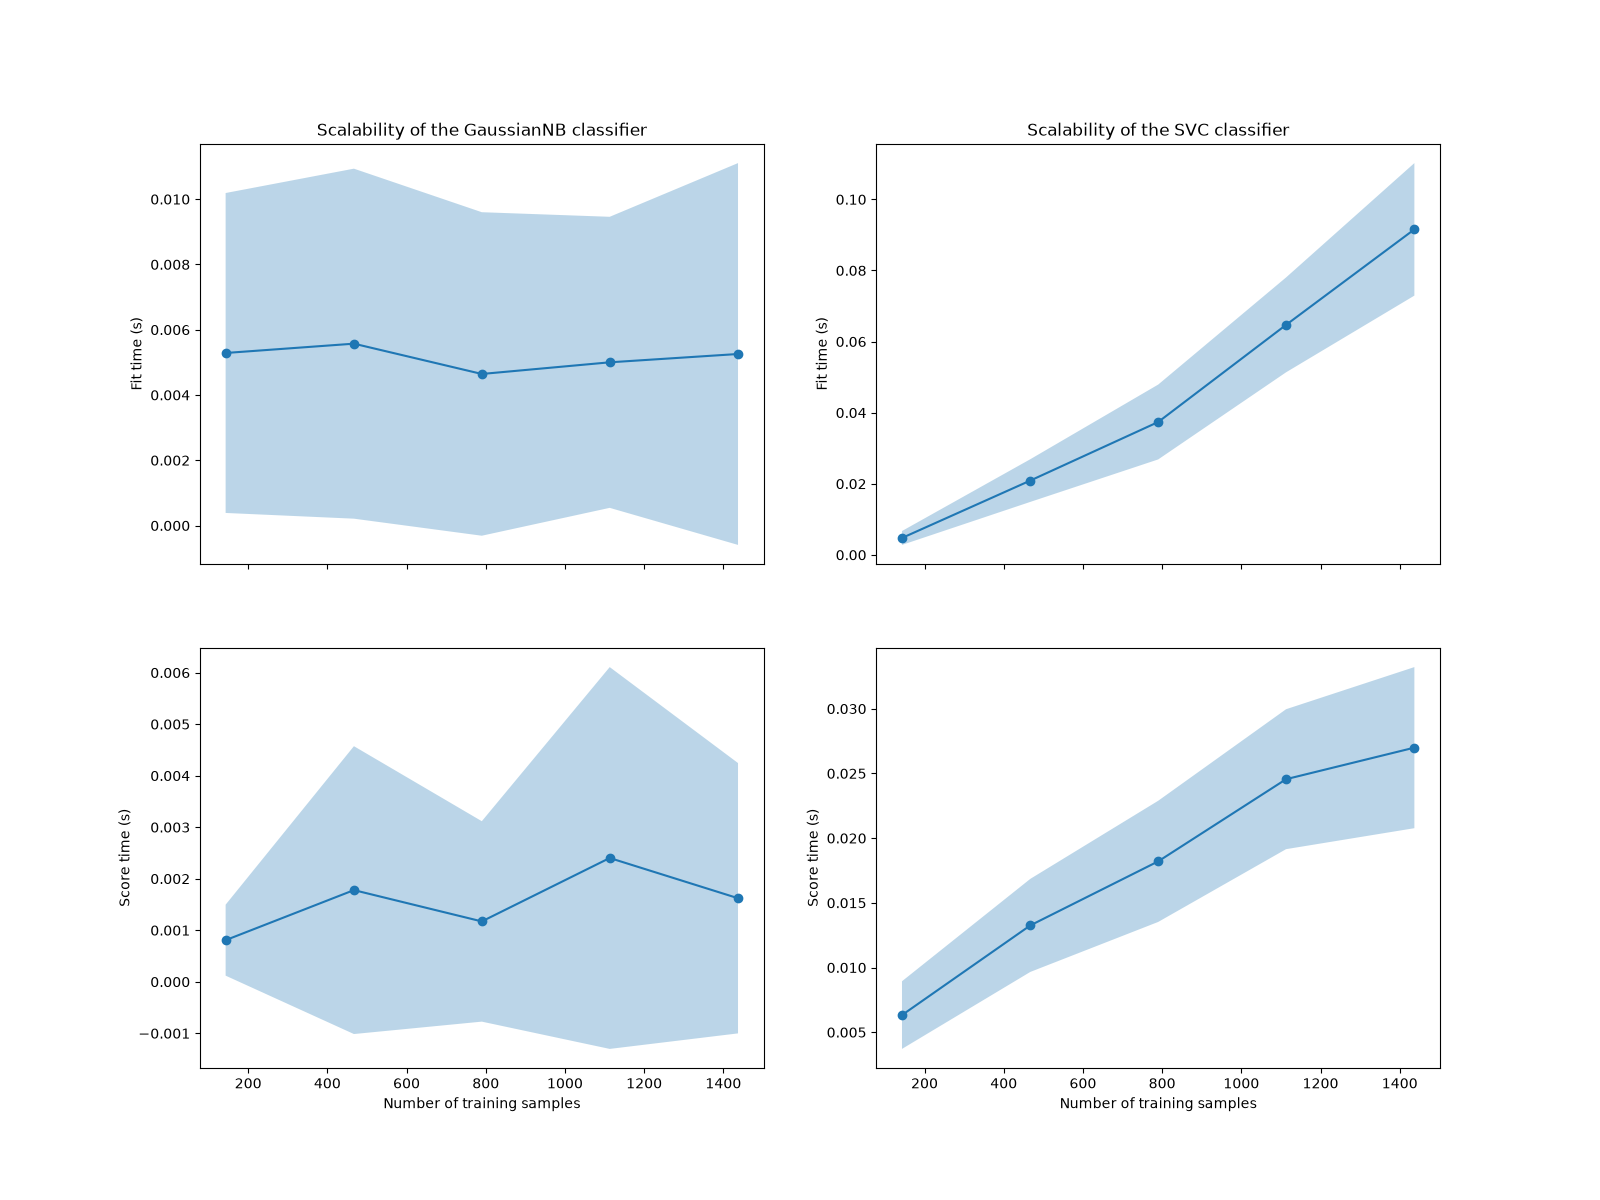 Scalability of the GaussianNB classifier
0.010
0.008
0.006
0.004
0.002
0.000
Fit time (s)
Scalability of the SVC classifier
0.10
0.08
0.06
0.04
0.02
0.00
Fit time (s)
0.006
0.005
0.004
0.003
0.002
0.001
0.000
−0.001
Score time (s)
200 400 600 800 1000 1200 1400
Number of training samples
0.030
0.025
0.020
0.015
0.010
0.005
Score time (s)
200 400 600 800 1000 1200 1400
Number of training samples